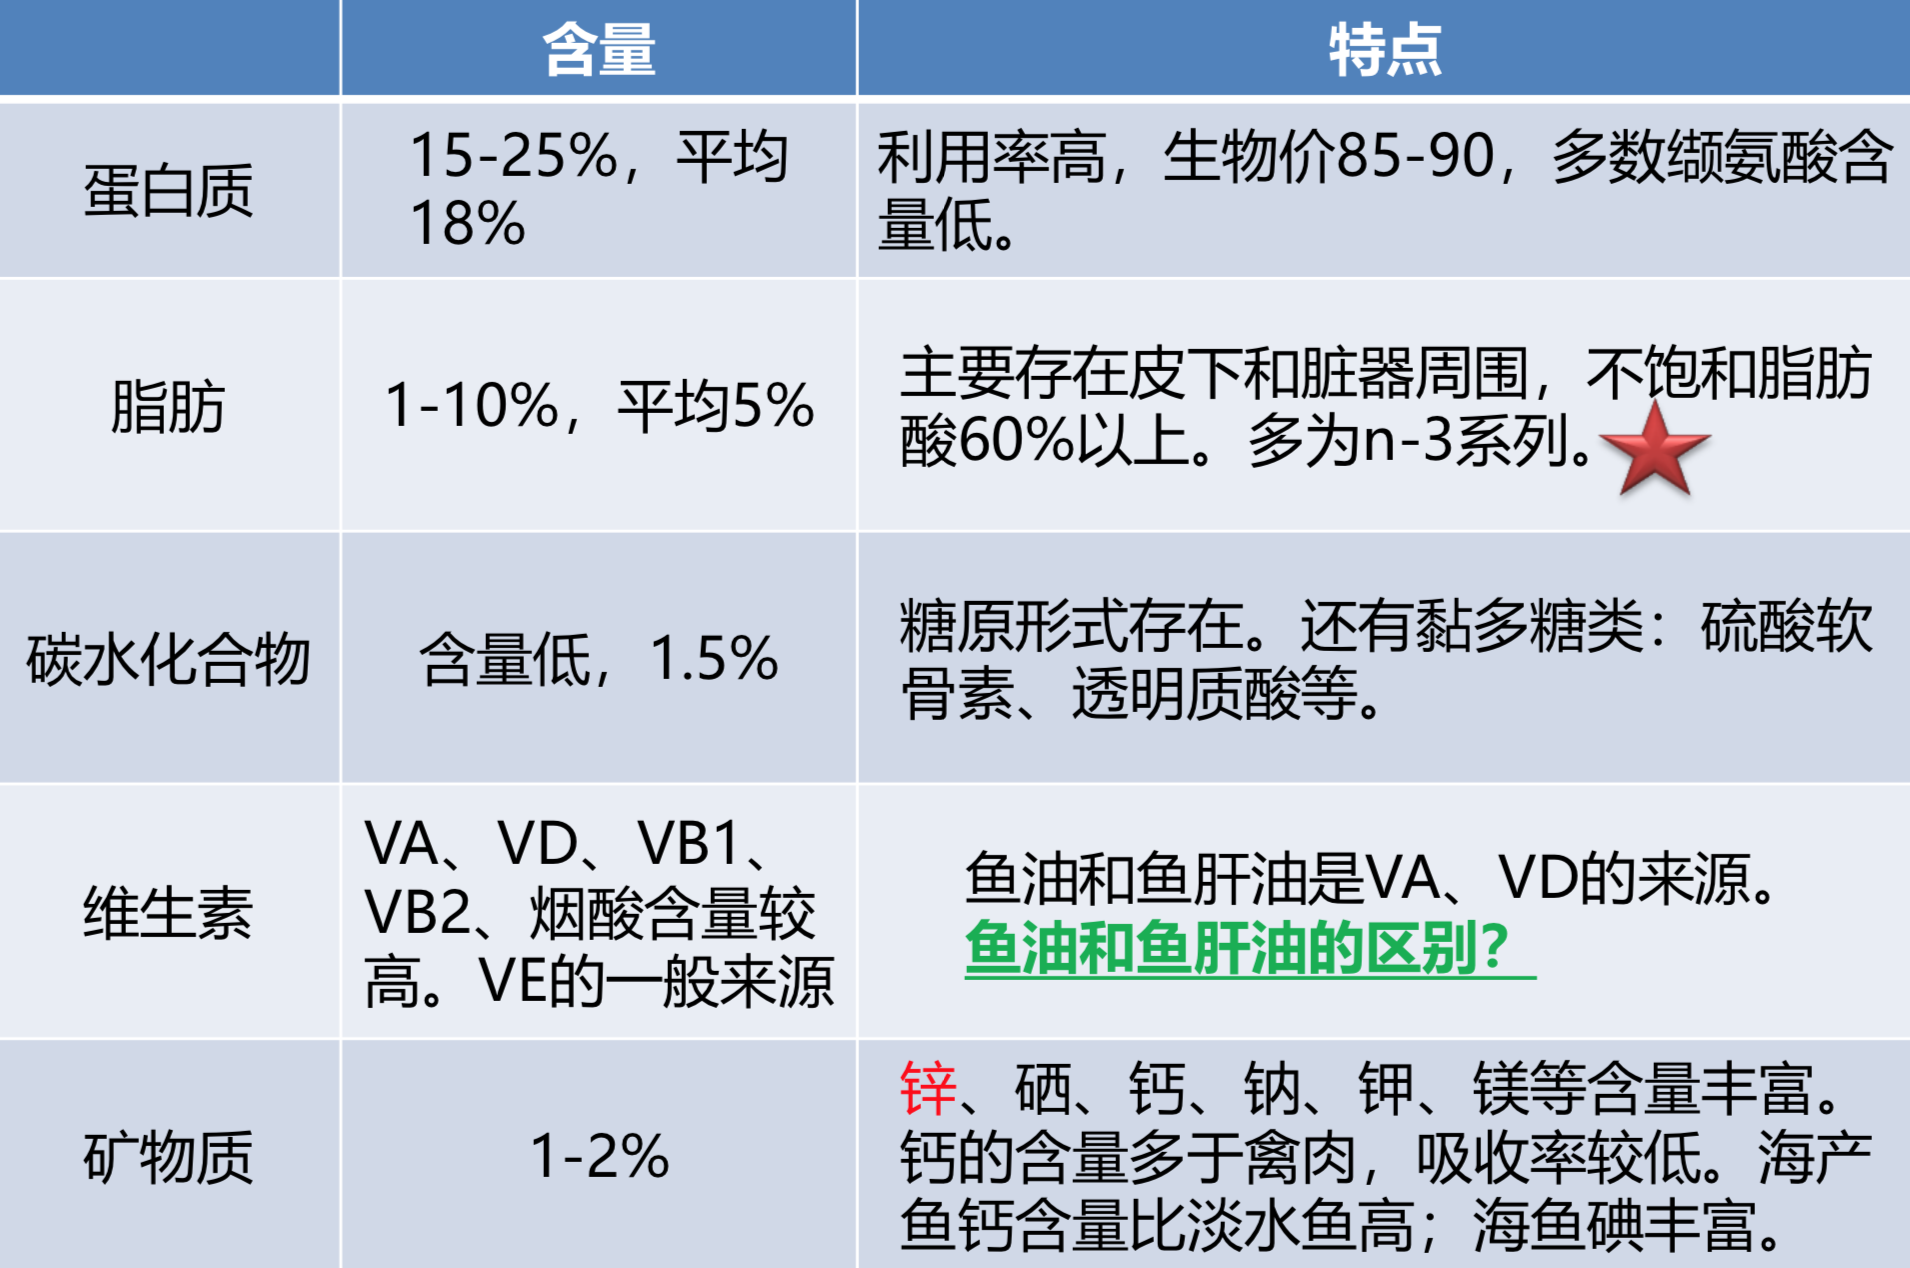 含量
特点
蛋白质
15-25%，平均
18%
利用率高，生物价85-90，多数缬氨酸含
量低。
脂肪
1-10%，平均5%
主要存在皮下和脏器周围，不饱和脂肪
酸60%以上。多为n-3系列。
碳水化合物
含量低，1.5%
糖原形式存在。还有黏多糖类：硫酸软
骨素、透明质酸等。
维生素
VA、VD、VB1、
VB2、烟酸含量较
高。VE的一般来源
鱼油和鱼肝油是VA、VD的来源。
鱼油和鱼肝油的区别？
矿物质
1-2%
锌、硒、钙、钠、钾、镁等含量丰富。
钙的含量多于禽肉，吸收率较低。海产
鱼钙含量比淡水鱼高；海鱼碘丰富。